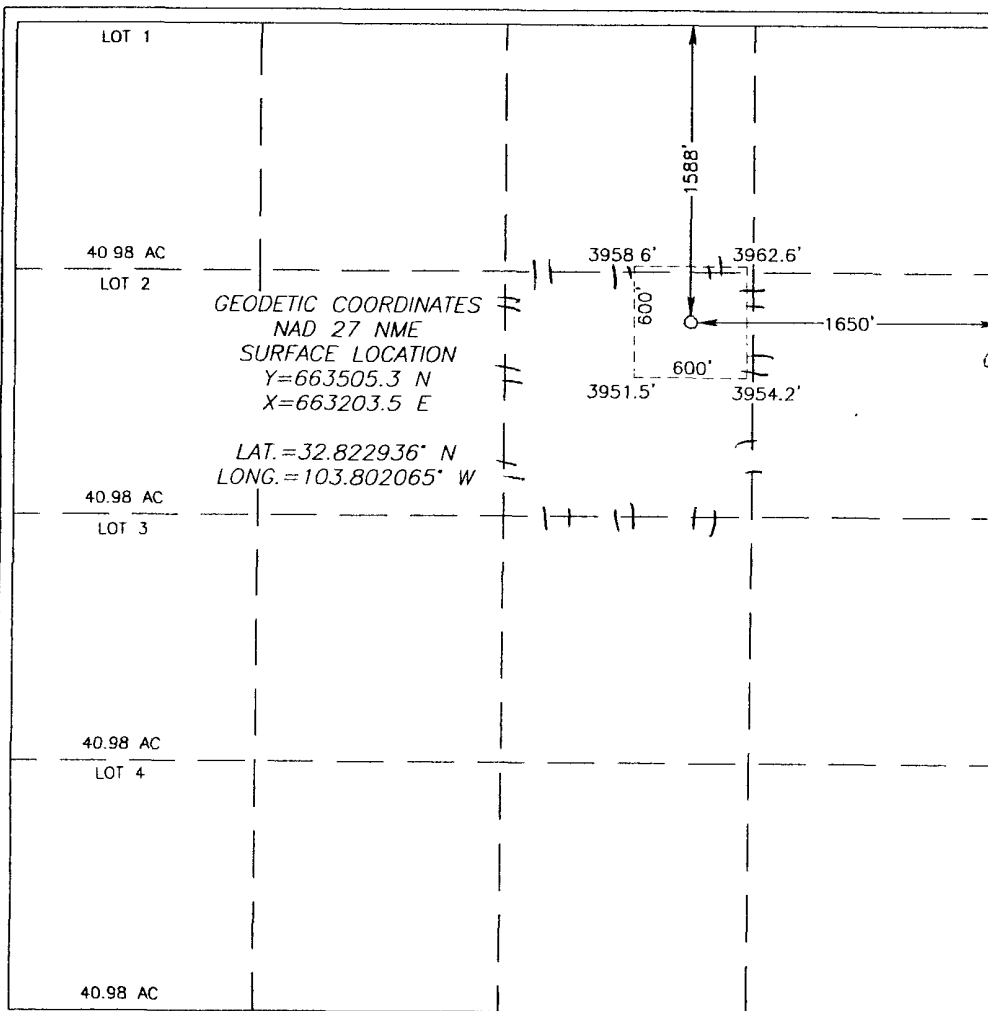 LOT 1
1588'
40 98 AC
LOT 2
3958 6'
3962.6'
GEODETIC COORDINATES
NAD 27 NME
SURFACE LOCATION
Y=663505.3 N
X=663203.5 E
600'
1650'
600'
3951.5'
3954.2'
LAT.=32.822936° N
LONG.=103.802065° W
40.98 AC
LOT 3
40.98 AC
LOT 4
40.98 AC